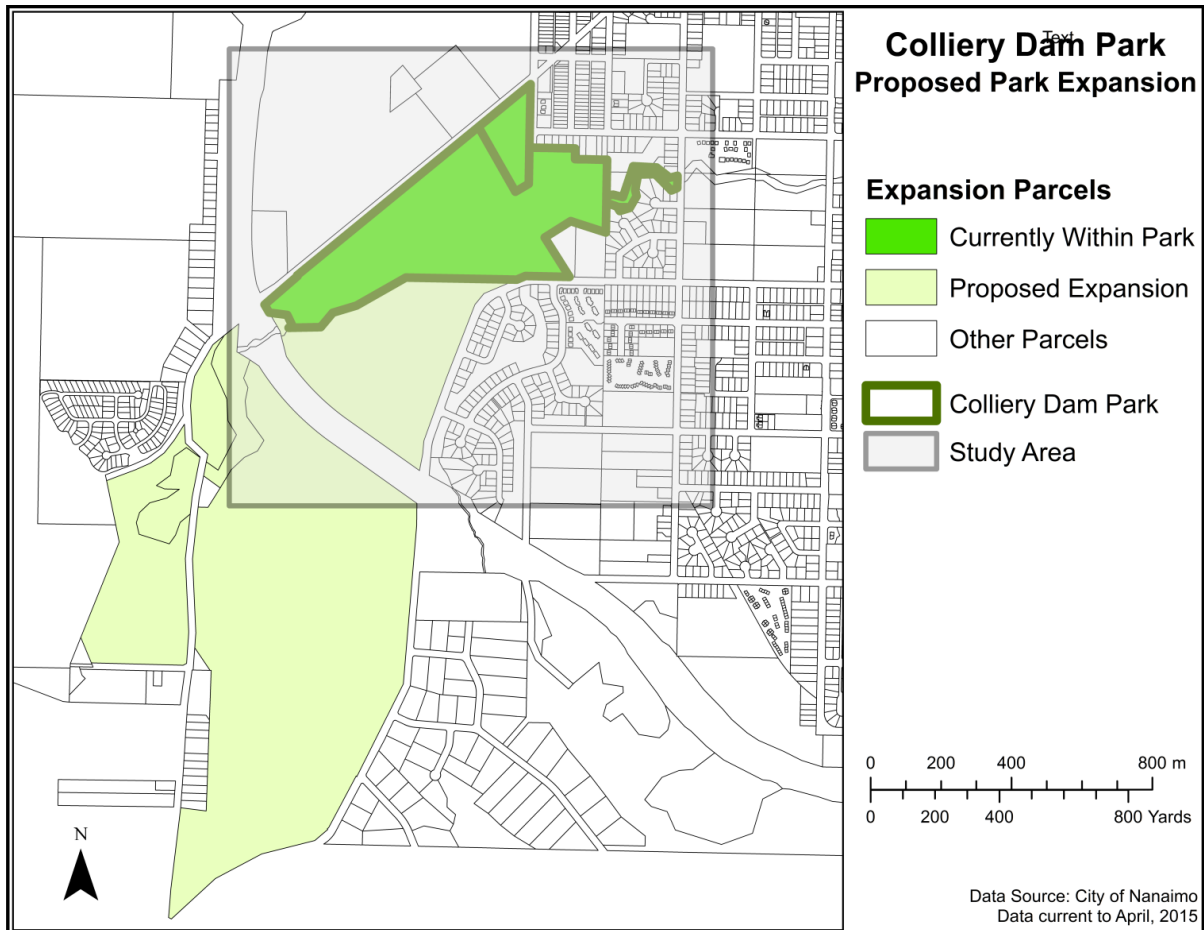 Colliery Dam Park
Text
Proposed Park Expansion
Expansion Parcels
Currently Within Park
Proposed Expansion
Other Parcels
Colliery Dam Park
Study Area
0 200 400 800 m
0 200 400 800 Yards
N
Data Source: City of Nanaimo
Data current to April, 2015